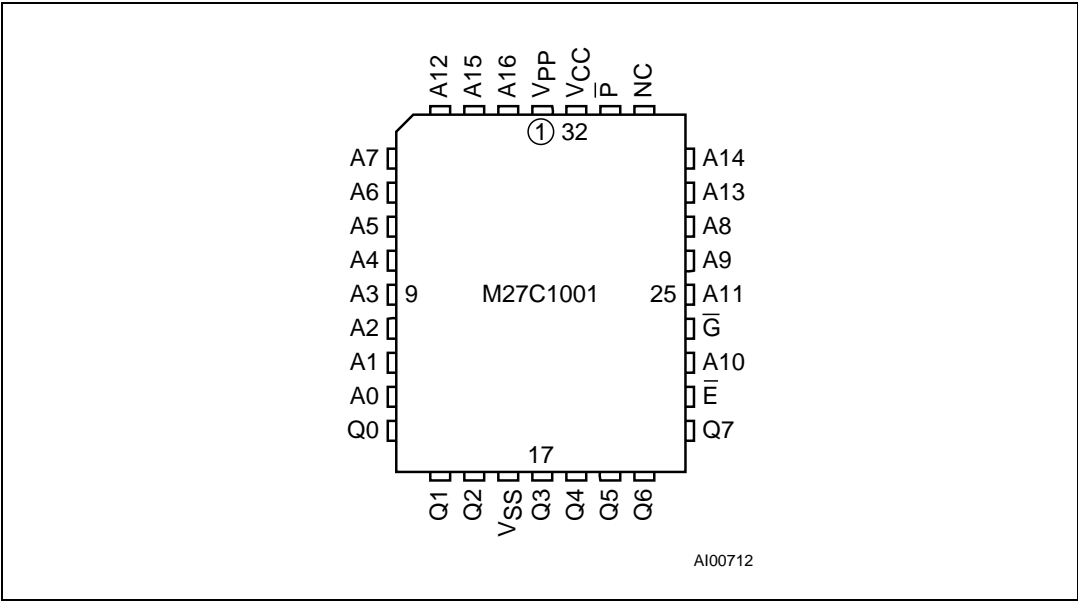 A12 A15 A16 VPP VCC P̅ NC
① 32
A7 A14
A6 A13
A5 A8
A4 A9
A3 9 M27C1001 25 A11
A2 G̅
A1 A10
A0 E̅
Q0 Q7
17
Q1 Q2 VSS Q3 Q4 Q5 Q6
AI00712